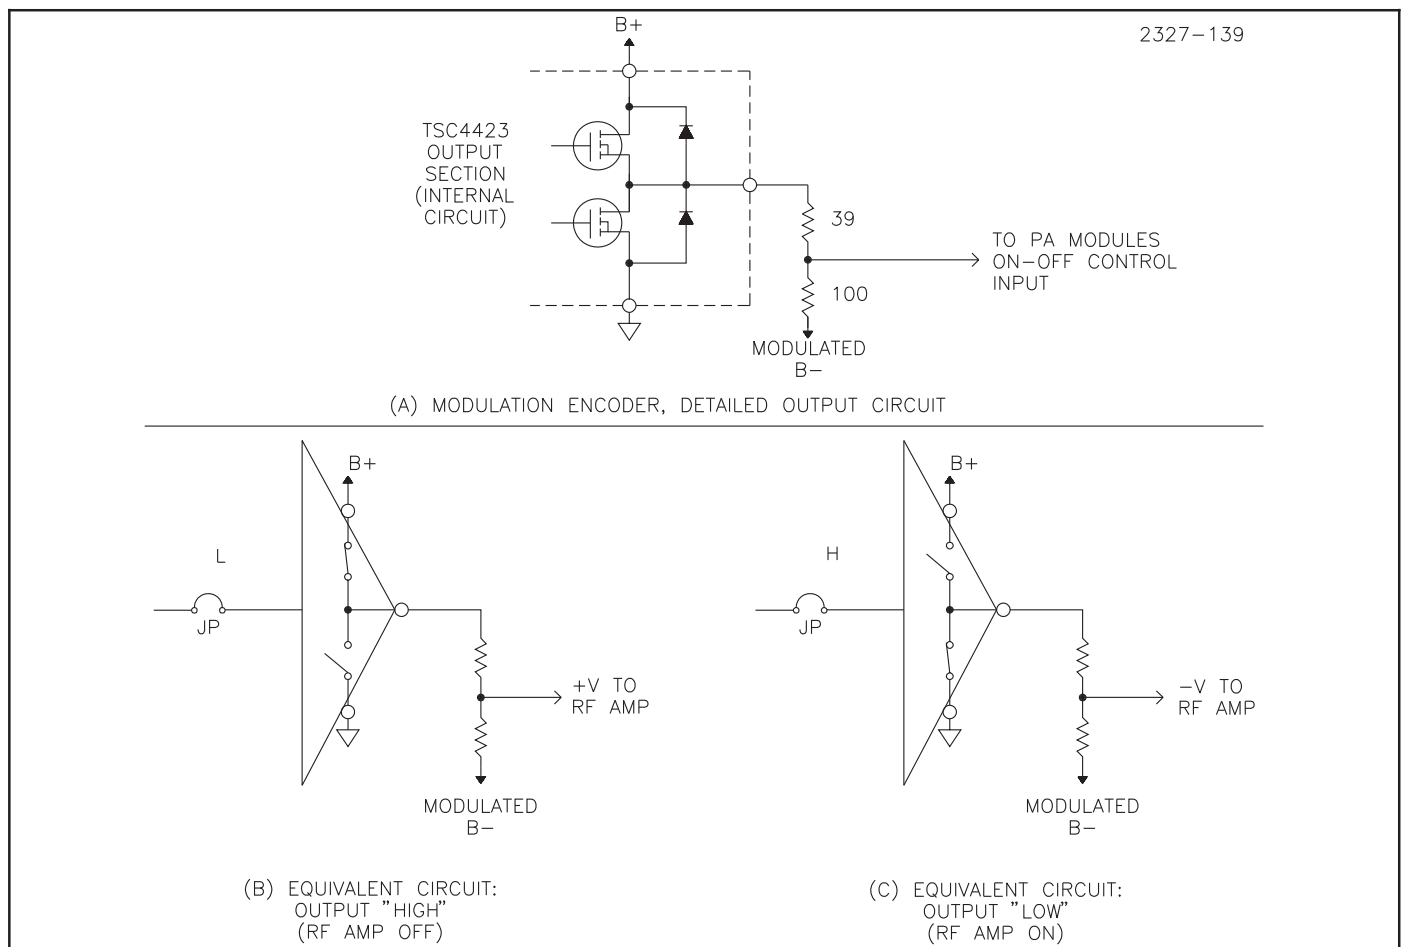 B+
2327-139
TSC4423
OUTPUT
SECTION
(INTERNAL
CIRCUIT)
39
TO PA MODULES
ON-OFF CONTROL
INPUT
100
MODULATED
B-
(A) MODULATION ENCODER, DETAILED OUTPUT CIRCUIT
B+
L
JP
+V TO
RF AMP
MODULATED
B-
(B) EQUIVALENT CIRCUIT:
OUTPUT "HIGH"
(RF AMP OFF)
B+
H
JP
-V TO
RF AMP
MODULATED
B-
(C) EQUIVALENT CIRCUIT:
OUTPUT "LOW"
(RF AMP ON)